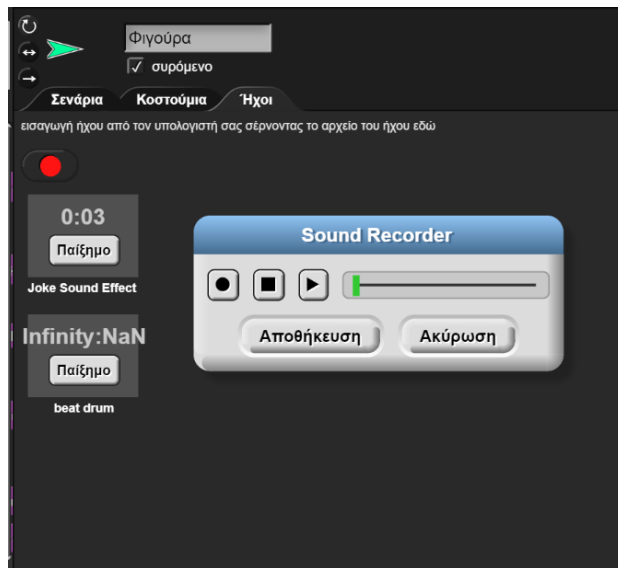 Φιγούρα
συρόμενο
Σενάρια Κοστούμια Ήχοι
εισαγωγή ήχου από τον υπολογιστή σας σέρνοντας το αρχείο του ήχου εδώ
0:03
Παίξημο
Joke Sound Effect
Infinity:NaN
Παίξημο
beat drum
Sound Recorder
Αποθήκευση Ακύρωση